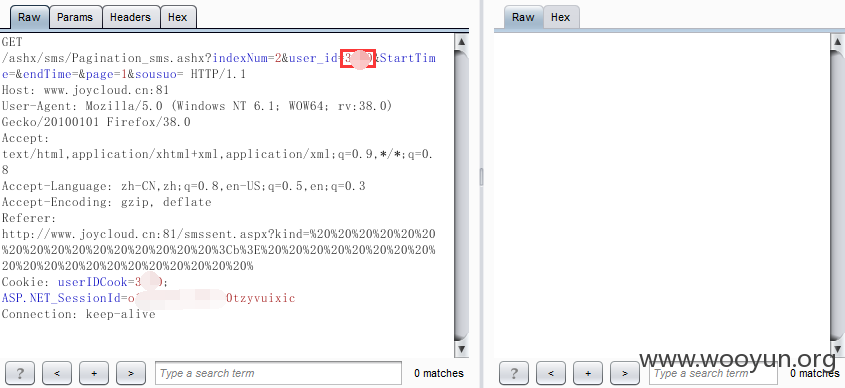 Raw Params Headers Hex
GET
/ashx/sms/Pagination_sms.ashx?indexNum=2&user_id=3 0&StartTim
e=&endTime=&page=1&sousuo= HTTP/1.1
Host: www.joycloud.cn:81
User-Agent: Mozilla/5.0 (Windows NT 6.1; WOW64; rv:38.0)
Gecko/20100101 Firefox/38.0
Accept:
text/html,application/xhtml+xml,application/xml;q=0.9,*/*;q=0.
8
Accept-Language: zh-CN,zh;q=0.8,en-US;q=0.5,en;q=0.3
Accept-Encoding: gzip, deflate
Referer:
http://www.joycloud.cn:81/smssent.aspx?kind=%20%20%20%20%20%20
%20%20%20%20%20%20%20%20%3Cb%3E%20%20%20%20%20%20%20%20%20
%20%20%20%20%20%20%20%20%20%20%20%20%
Cookie: userIDCook=3 0;
ASP.NET_SessionId=o 0tzyvuixic
Connection: keep-alive
? < + > Type a search term 0 matches
Raw Hex
? < + > Type a search term 0 matches
www.wooyun.org